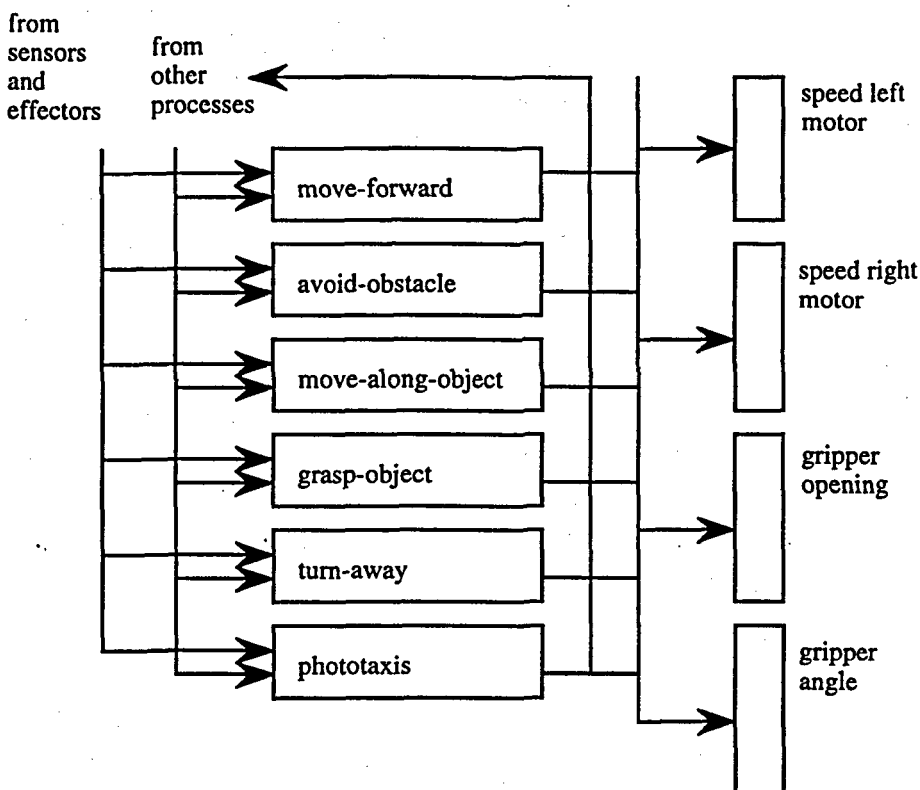 from
sensors
and
effectors
from
other
processes
move-forward
avoid-obstacle
move-along-object
grasp-object
turn-away
phototaxis
speed left
motor
speed right
motor
gripper
opening
gripper
angle